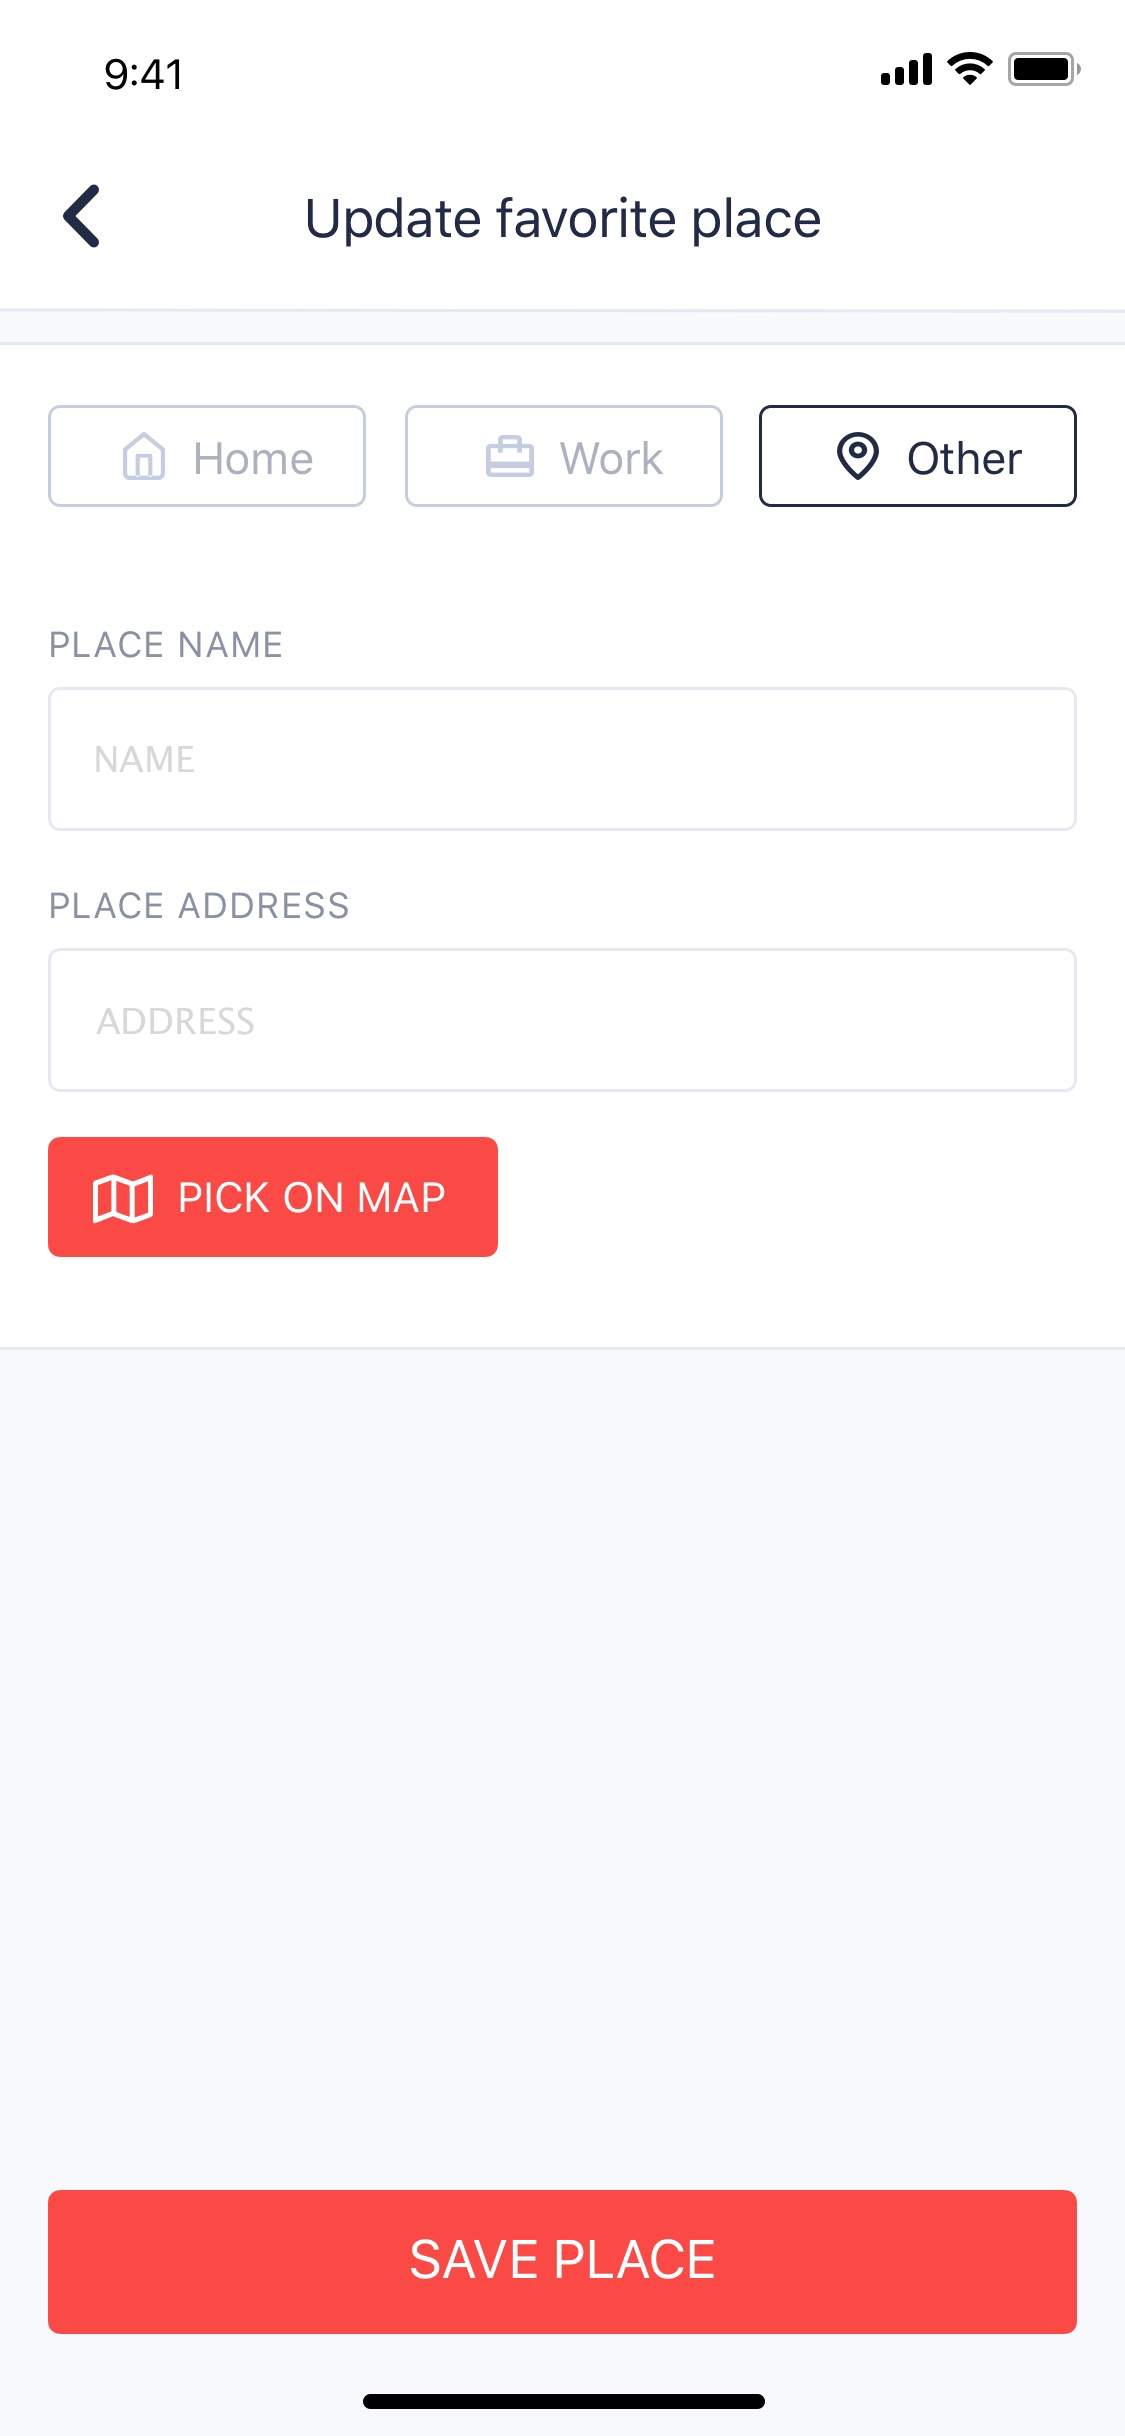 9:41
Update favorite place
Home Work Other
PLACE NAME
NAME
PLACE ADDRESS
ADDRESS
PICK ON MAP
SAVE PLACE